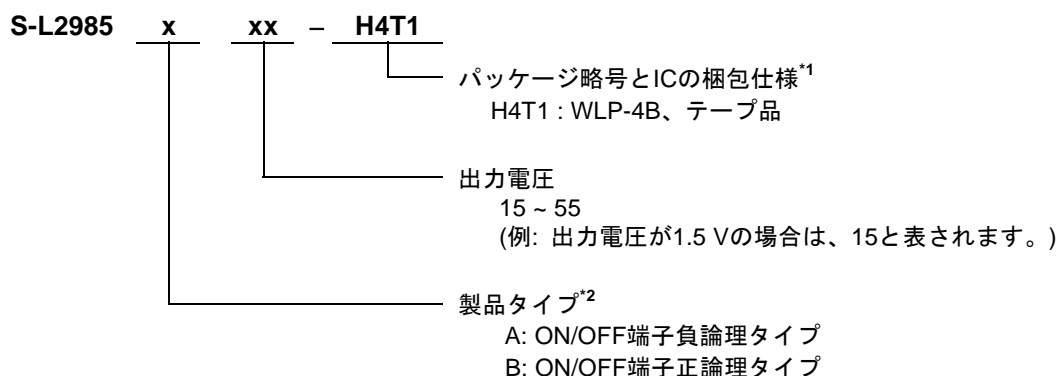 S-L2985 x xx – H4T1
パッケージ略号とICの梱包仕様*1
H4T1 : WLP-4B、テープ品
出力電圧
15 ~ 55
(例: 出力電圧が1.5 Vの場合は、15と表されます。)
製品タイプ*2
A: ON/OFF端子負論理タイプ
B: ON/OFF端子正論理タイプ